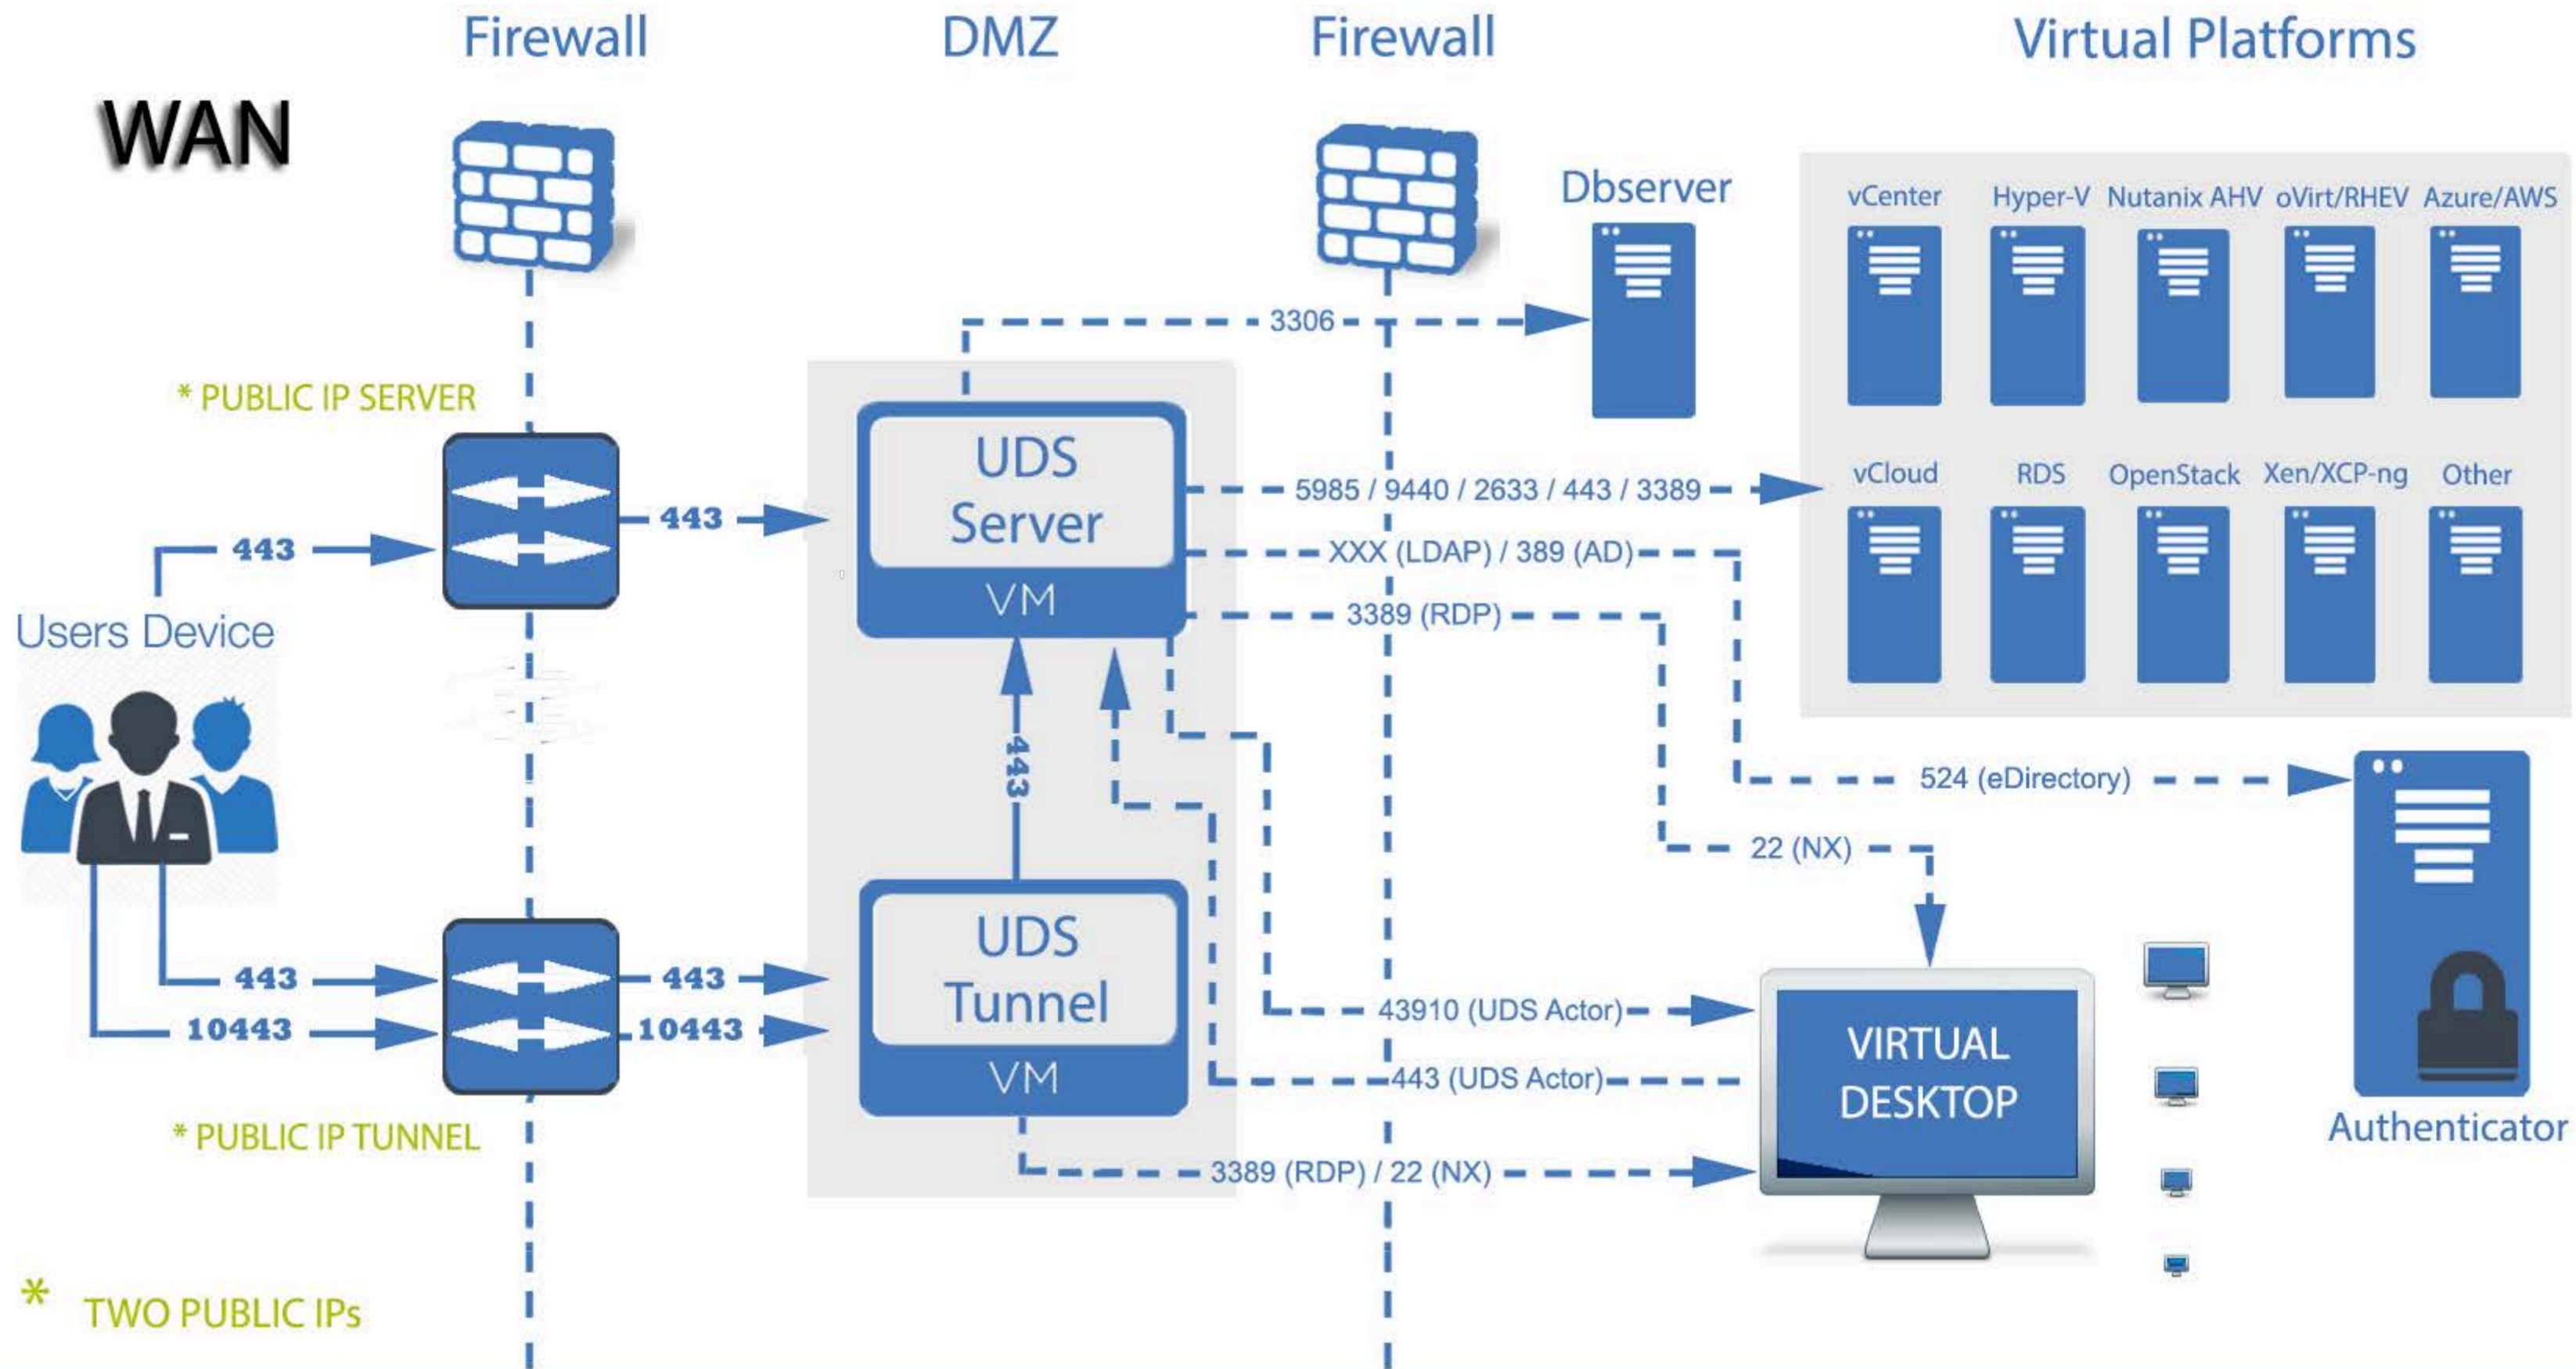 Firewall
DMZ
Firewall
Virtual Platforms
WAN
Dbserver
vCenter
Hyper-V
Nutanix AHV
oVirt/RHEV
Azure/AWS
3306
* PUBLIC IP SERVER
UDS
Server
VM
vCloud
RDS
OpenStack
Xen/XCP-ng
Other
5985 / 9440 / 2633 / 443 / 3389
443
443
XXX (LDAP) / 389 (AD)
3389 (RDP)
Users Device
443
524 (eDirectory)
22 (NX)
UDS
Tunnel
VM
443
443
10443
10443
43910 (UDS Actor)
443 (UDS Actor)
VIRTUAL
DESKTOP
Authenticator
* PUBLIC IP TUNNEL
3389 (RDP) / 22 (NX)
* TWO PUBLIC IPs